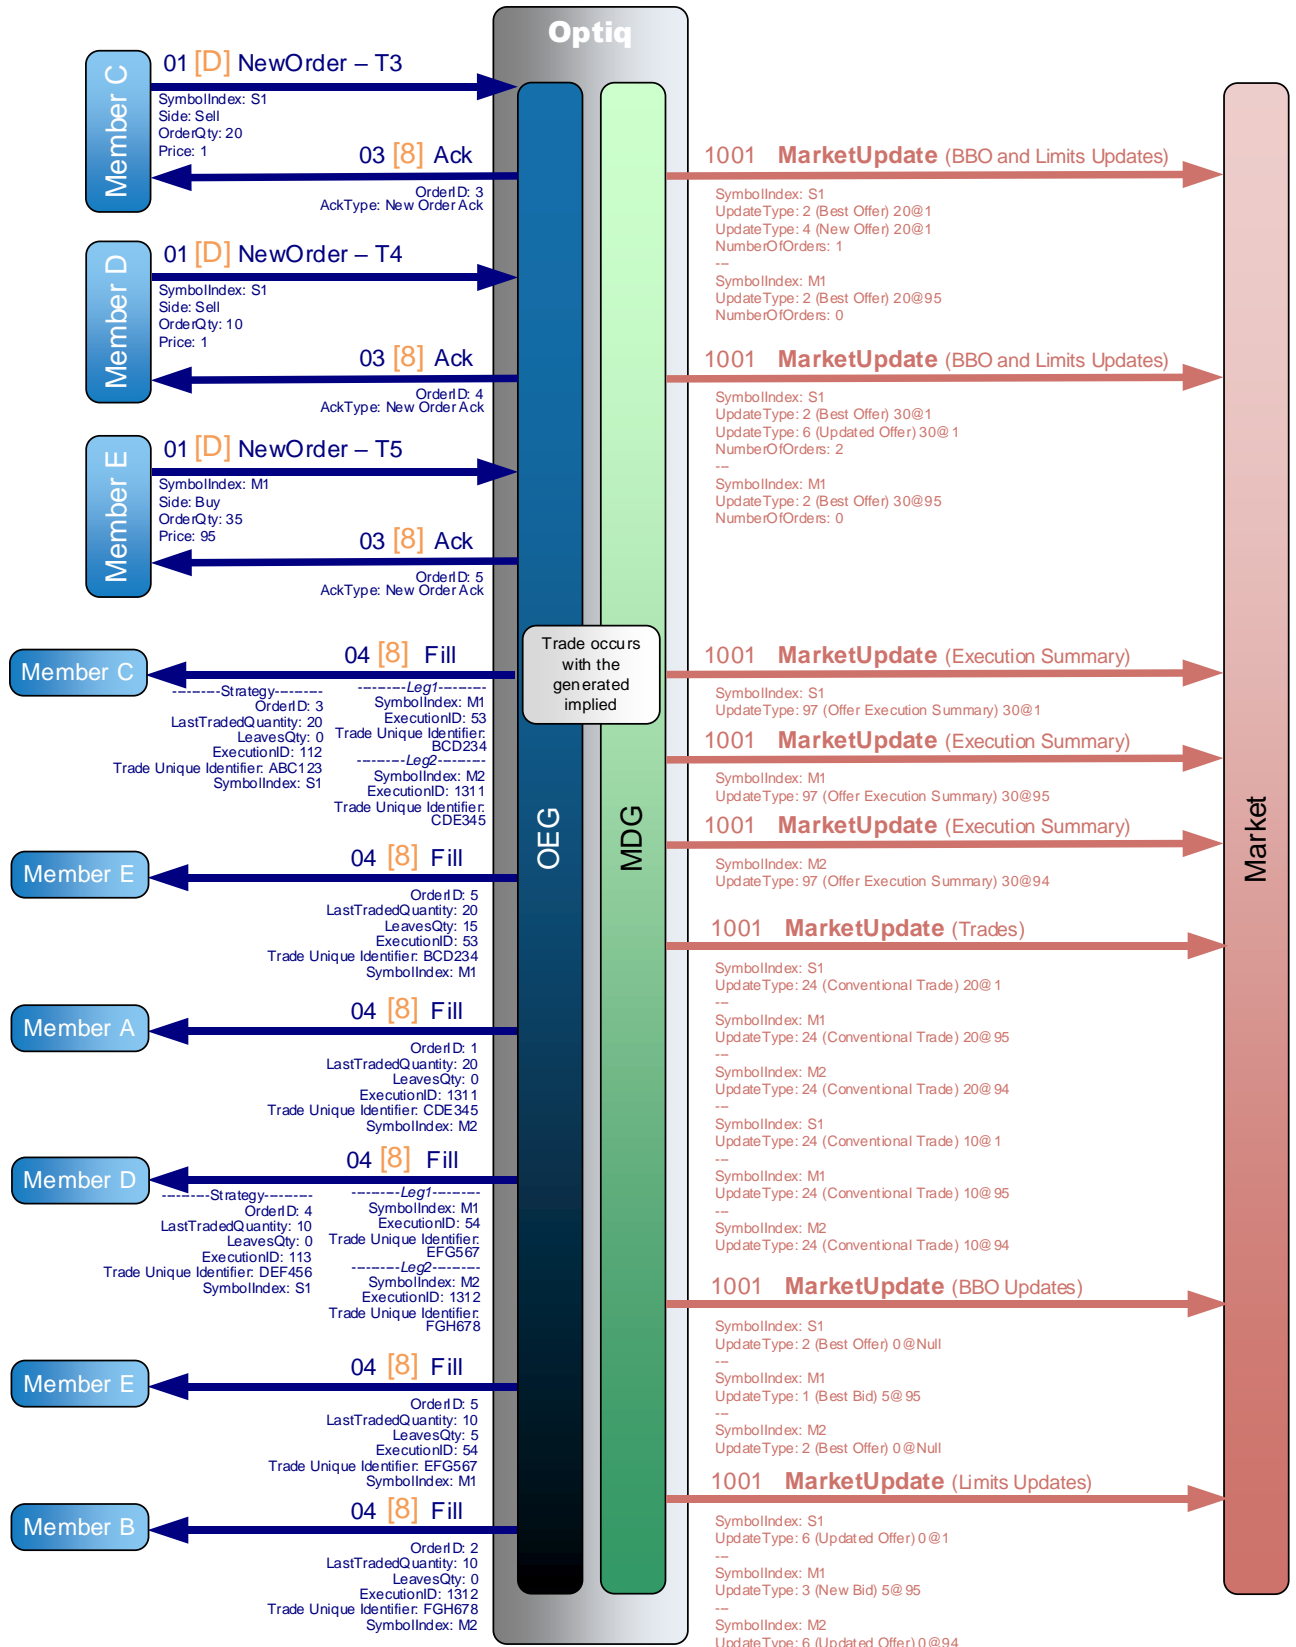 Optiq
Member C
01 [D] NewOrder – T3
SymbolIndex: S1
Side: Sell
OrderQty: 20
Price: 1
03 [8] Ack
OrderID: 3
AckType: New Order Ack
1001 MarketUpdate (BBO and Limits Updates)
SymbolIndex: S1
UpdateType: 2 (Best Offer) 20@1
UpdateType: 4 (New Offer) 20@1
NumberOfOrders: 1
---
SymbolIndex: M1
UpdateType: 2 (Best Offer) 20@95
NumberOfOrders: 0
Member D
01 [D] NewOrder – T4
SymbolIndex: S1
Side: Sell
OrderQty: 10
Price: 1
03 [8] Ack
OrderID: 4
AckType: New Order Ack
1001 MarketUpdate (BBO and Limits Updates)
SymbolIndex: S1
UpdateType: 2 (Best Offer) 30@1
UpdateType: 6 (Updated Offer) 30@1
NumberOfOrders: 2
---
SymbolIndex: M1
UpdateType: 2 (Best Offer) 30@95
NumberOfOrders: 0
Member E
01 [D] NewOrder – T5
SymbolIndex: M1
Side: Buy
OrderQty: 35
Price: 95
03 [8] Ack
OrderID: 5
AckType: New Order Ack
Trade occurs
with the
generated
implied
OEG
MDG
Market
Member C
04 [8] Fill
---------Strategy---------
OrderID: 3
LastTradedQuantity: 20
LeavesQty: 0
ExecutionID: 112
Trade Unique Identifier: ABC123
SymbolIndex: S1
---------Leg1---------
SymbolIndex: M1
ExecutionID: 53
Trade Unique Identifier:
BCD234
---------Leg2---------
SymbolIndex: M2
ExecutionID: 1311
Trade Unique Identifier:
CDE345
1001 MarketUpdate (Execution Summary)
SymbolIndex: S1
UpdateType: 97 (Offer Execution Summary) 30@1
1001 MarketUpdate (Execution Summary)
SymbolIndex: M1
UpdateType: 97 (Offer Execution Summary) 30@95
1001 MarketUpdate (Execution Summary)
SymbolIndex: M2
UpdateType: 97 (Offer Execution Summary) 30@94
Member E
04 [8] Fill
OrderID: 5
LastTradedQuantity: 20
LeavesQty: 15
ExecutionID: 53
Trade Unique Identifier: BCD234
SymbolIndex: M1
1001 MarketUpdate (Trades)
SymbolIndex: S1
UpdateType: 24 (Conventional Trade) 20@1
---
SymbolIndex: M1
UpdateType: 24 (Conventional Trade) 20@95
---
SymbolIndex: M2
UpdateType: 24 (Conventional Trade) 20@94
---
SymbolIndex: S1
UpdateType: 24 (Conventional Trade) 10@1
---
SymbolIndex: M1
UpdateType: 24 (Conventional Trade) 10@95
---
SymbolIndex: M2
UpdateType: 24 (Conventional Trade) 10@94
Member A
04 [8] Fill
OrderID: 1
LastTradedQuantity: 20
LeavesQty: 0
ExecutionID: 1311
Trade Unique Identifier: CDE345
SymbolIndex: M2
Member D
04 [8] Fill
---------Strategy---------
OrderID: 4
LastTradedQuantity: 10
LeavesQty: 0
ExecutionID: 113
Trade Unique Identifier: DEF456
SymbolIndex: S1
---------Leg1---------
SymbolIndex: M1
ExecutionID: 54
Trade Unique Identifier:
EFG567
---------Leg2---------
SymbolIndex: M2
ExecutionID: 1312
Trade Unique Identifier:
FGH678
1001 MarketUpdate (BBO Updates)
SymbolIndex: S1
UpdateType: 2 (Best Offer) 0@Null
---
SymbolIndex: M1
UpdateType: 1 (Best Bid) 5@95
---
SymbolIndex: M2
UpdateType: 2 (Best Offer) 0@Null
Member E
04 [8] Fill
OrderID: 5
LastTradedQuantity: 10
LeavesQty: 5
ExecutionID: 54
Trade Unique Identifier: EFG567
SymbolIndex: M1
1001 MarketUpdate (Limits Updates)
SymbolIndex: S1
UpdateType: 6 (Updated Offer) 0@1
---
SymbolIndex: M1
UpdateType: 3 (New Bid) 5@95
---
SymbolIndex: M2
UpdateType: 6 (Updated Offer) 0@94
Member B
04 [8] Fill
OrderID: 2
LastTradedQuantity: 10
LeavesQty: 0
ExecutionID: 1312
Trade Unique Identifier: FGH678
SymbolIndex: M2